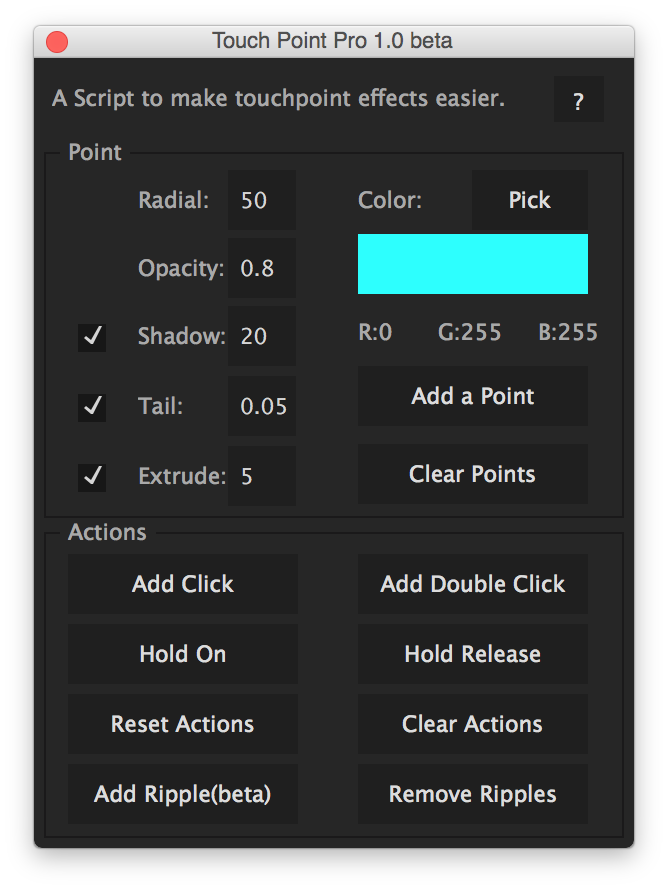 Touch Point Pro 1.0 beta
A Script to make touchpoint effects easier.
?
Point
Radial: 50
Color: Pick
Opacity: 0.8
Shadow: 20
R:0 G:255 B:255
Tail: 0.05
Add a Point
Extrude: 5
Clear Points
Actions
Add Click
Add Double Click
Hold On
Hold Release
Reset Actions
Clear Actions
Add Ripple(beta)
Remove Ripples